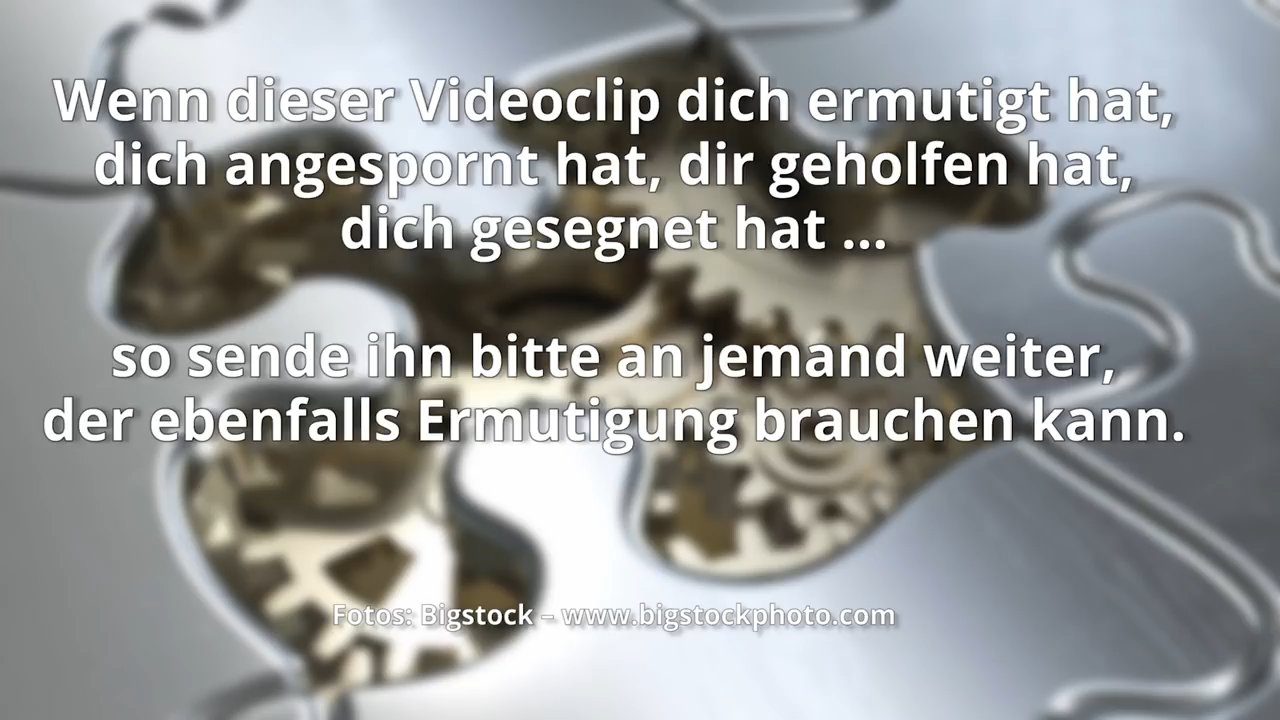 Wenn dieser Videoclip dich ermutigt hat,
dich angespornt hat, dir geholfen hat,
dich gesegnet hat ...
so sende ihn bitte an jemand weiter,
der ebenfalls Ermutigung brauchen kann.
Fotos: Bigstock – www.bigstockphoto.com